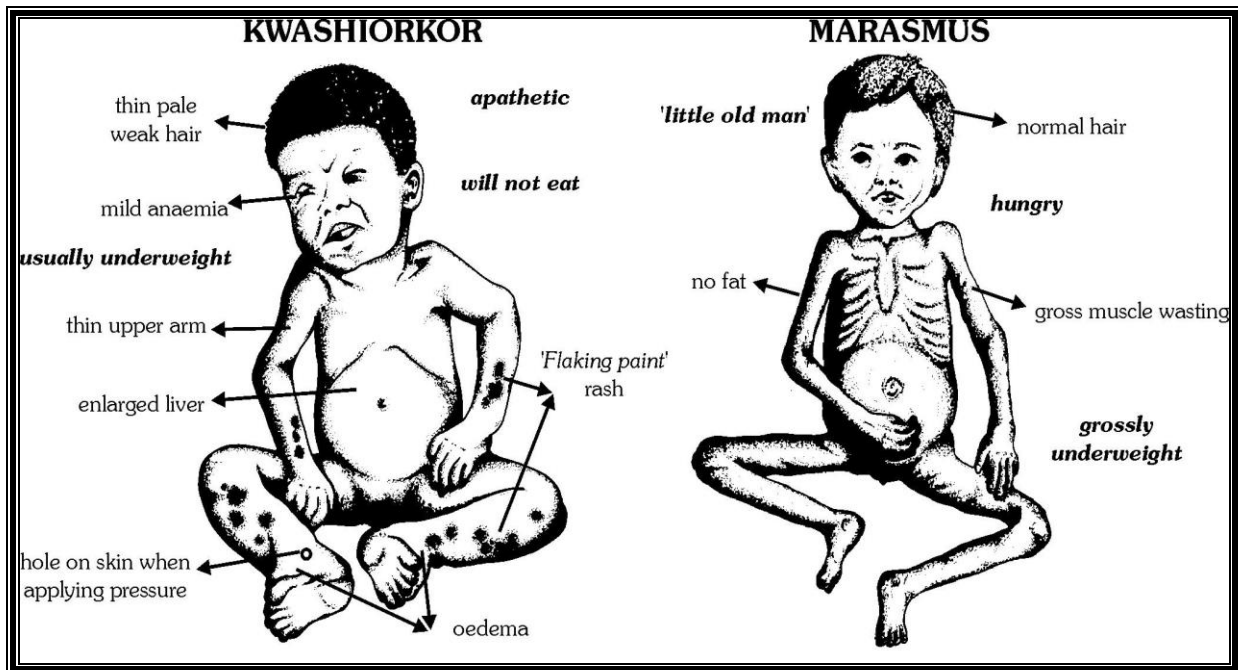 KWASHIORKOR
thin pale
weak hair
apathetic
will not eat
mild anaemia
usually underweight
thin upper arm
'Flaking paint'
rash
enlarged liver
hole on skin when
applying pressure
oedema
MARASMUS
'little old man'
normal hair
hungry
no fat
gross muscle wasting
grossly
underweight